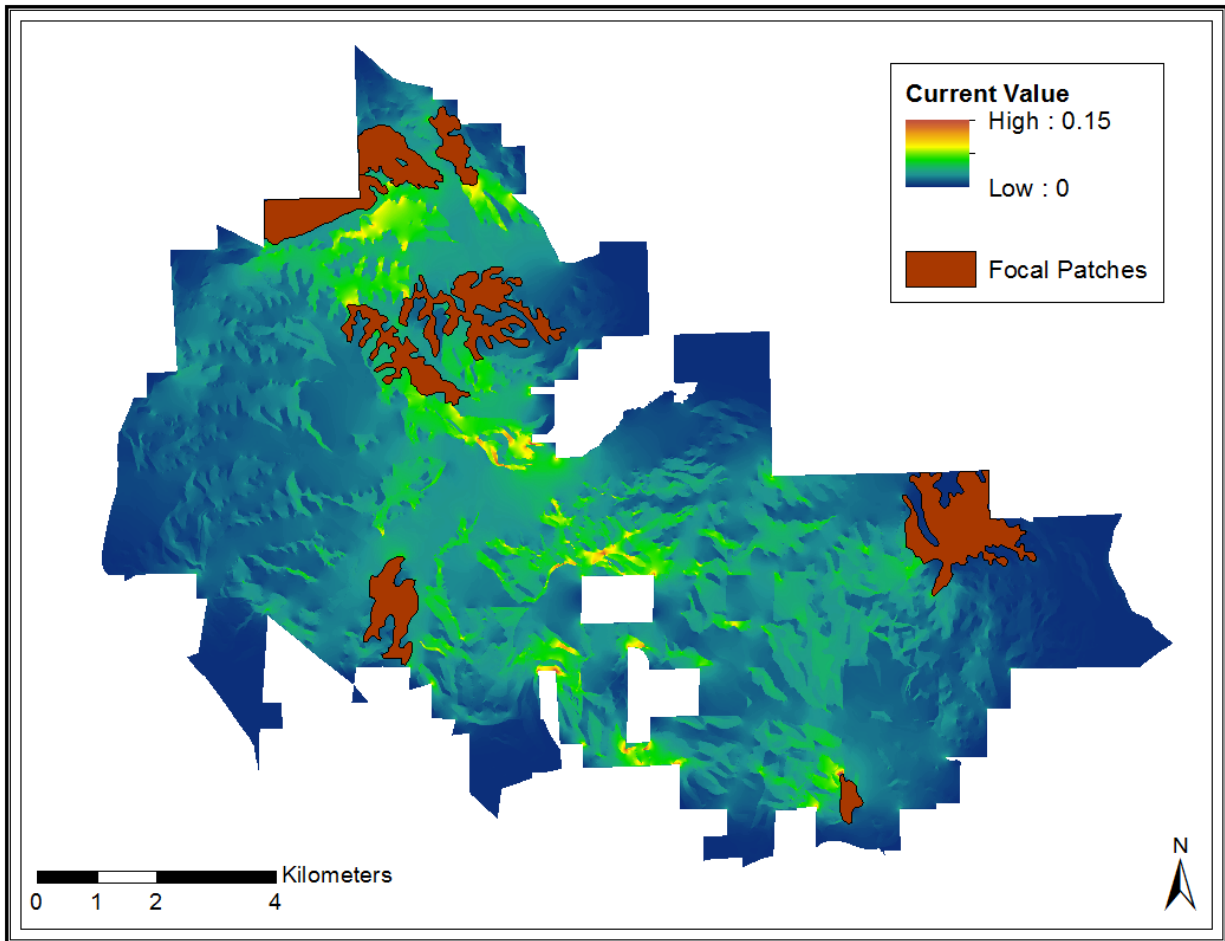 Current Value
High : 0.15
Low : 0
Focal Patches
N
Kilometers
0 1 2 4